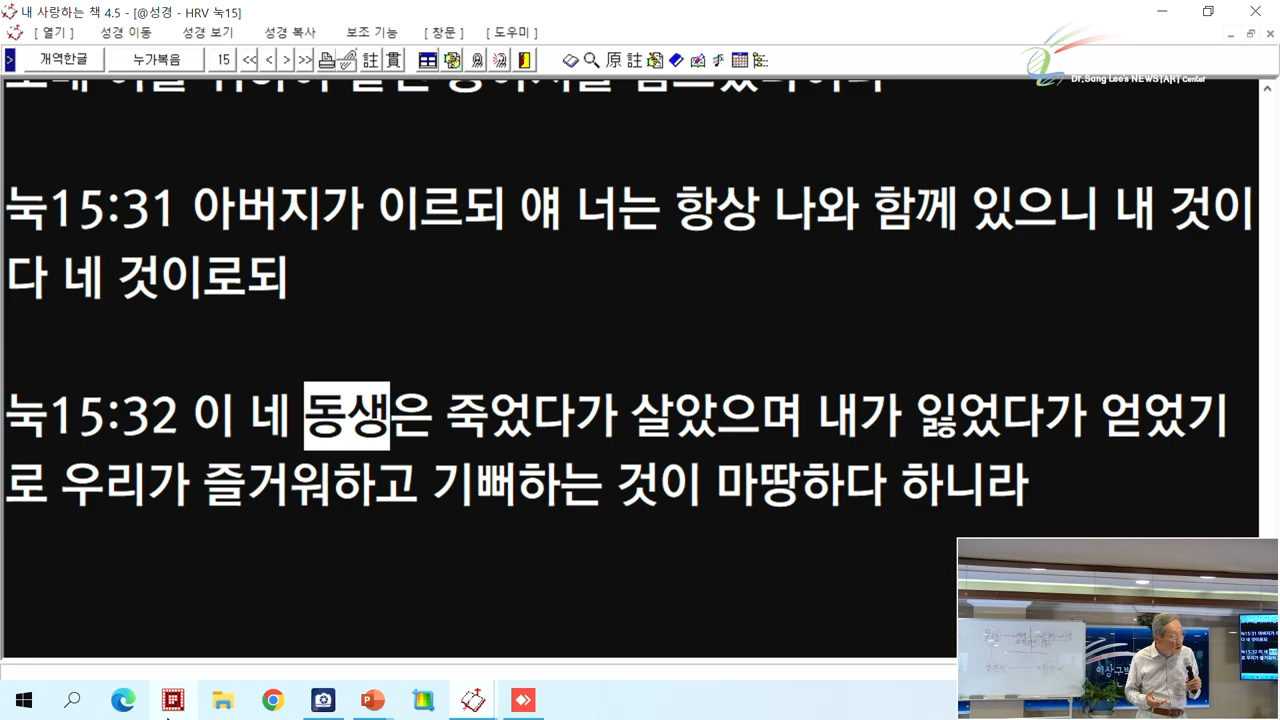 내 사랑하는 책 4.5 - [@성경 - HRV 눅15]
[ 열기 ] 성경 이동 성경 보기 성경 복사 보조 기능 [ 창문 ] [ 도우미 ]
> 개역한글 누가복음 15 << < > >> 註 貫 原 註
Dr.Sang Lee's NEWSTART Center
눅15:31 아버지가 이르되 얘 너는 항상 나와 함께 있으니 내 것이
다 네 것이로되
눅15:32 이 네 동생은 죽었다가 살았으며 내가 잃었다가 얻었기
로 우리가 즐거워하고 기뻐하는 것이 마땅하다 하니라
이상구